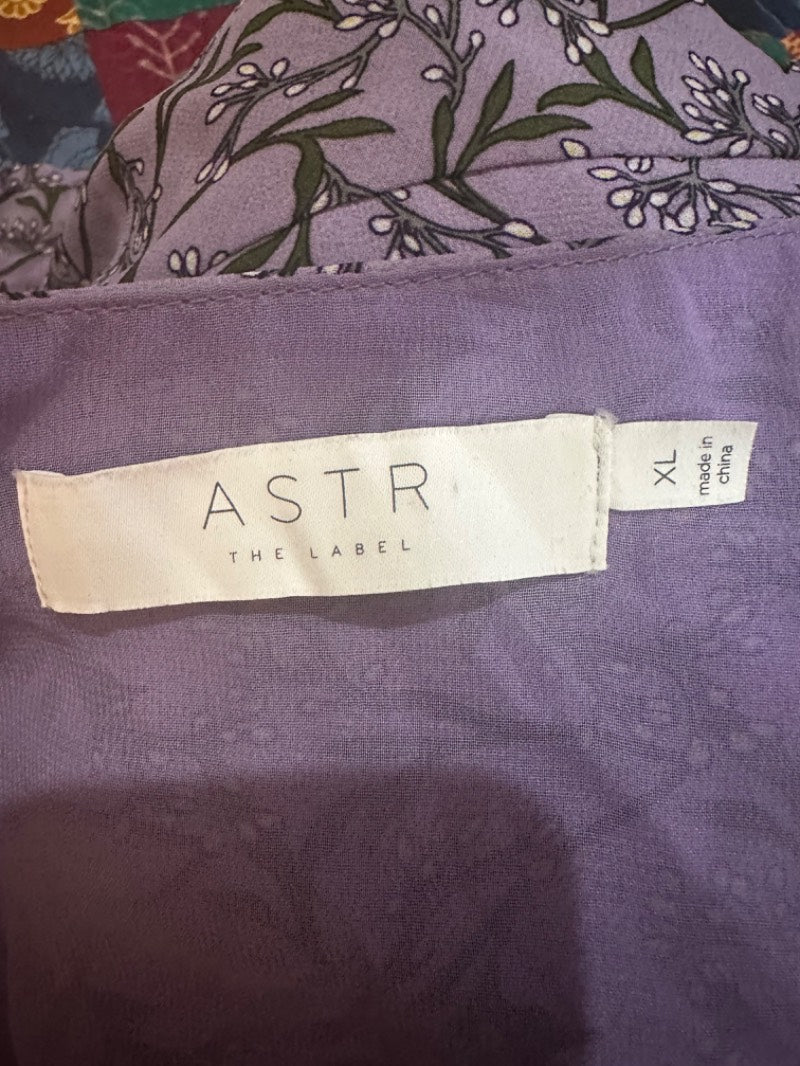 ASTR
THE LABEL
XL
made in
china